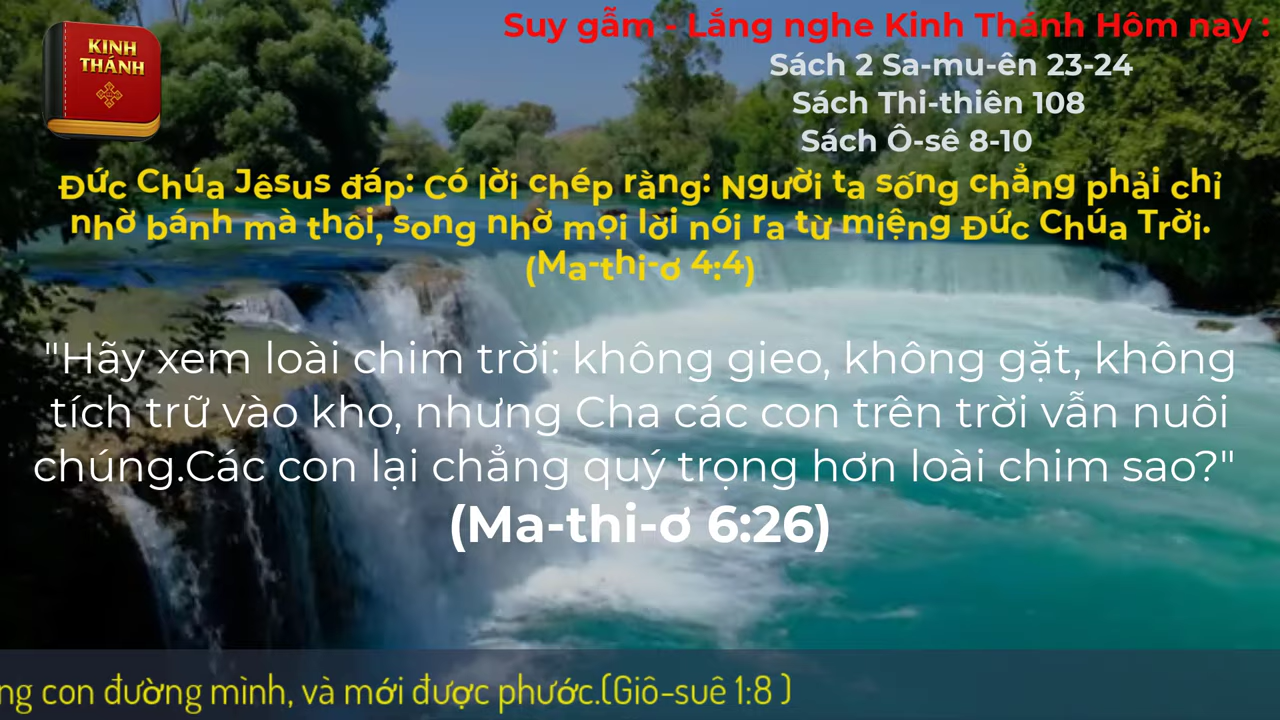 KINH
THÁNH
Suy gẫm - Lắng nghe Kinh Thánh Hôm nay :
Sách 2 Sa-mu-ên 23-24
Sách Thi-thiên 108
Sách Ô-sê 8-10
Đức Chúa Jêsus đáp: Có lời chép rằng: Người ta sống chẳng phải chỉ
nhờ bánh mà thôi, song nhờ mọi lời nói ra từ miệng Đức Chúa Trời.
(Ma-thi-ơ 4:4)
"Hãy xem loài chim trời: không gieo, không gặt, không
tích trữ vào kho, nhưng Cha các con trên trời vẫn nuôi
chúng.Các con lại chẳng quý trọng hơn loài chim sao?"
(Ma-thi-ơ 6:26)
ng con đường mình, và mới được phước.(Giô-suê 1:8 )